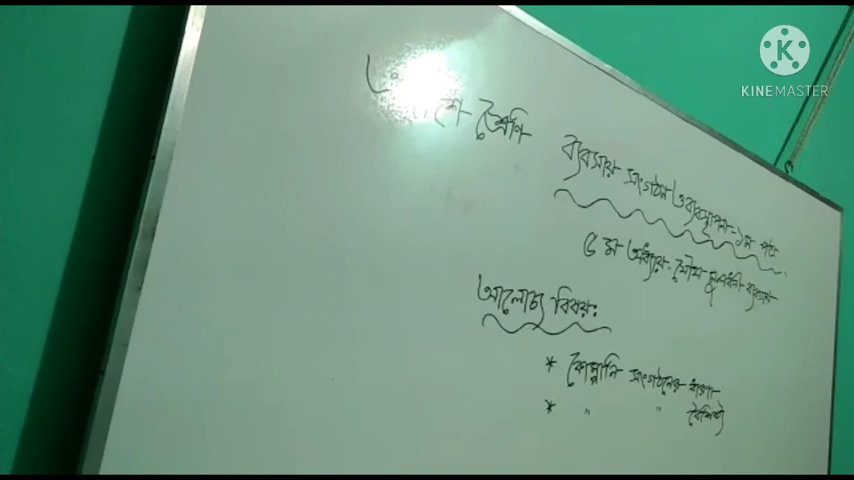 শ্রেণি
ব্যবসায় সংগঠন ও ব্যবস্থাপনা-১ম পত্র
৫ম অধ্যায়- যৌথ মূলধনী ব্যবসায়
আলোচ্য বিষয়:
* কোম্পানি সংগঠনের ধারণা
* " " বৈশিষ্ট্য
KINEMASTER